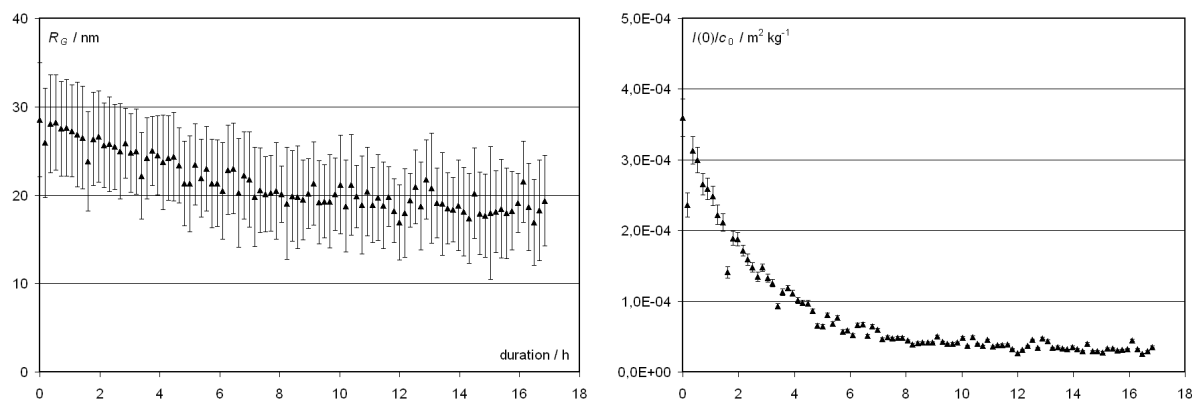 40
R_G / nm
30
20
10
duration / h
0
0 2 4 6 8 10 12 14 16 18
5,0E-04
I(0)/c₀ / m² kg⁻¹
4,0E-04
3,0E-04
2,0E-04
1,0E-04
0,0E+00
0 2 4 6 8 10 12 14 16 18